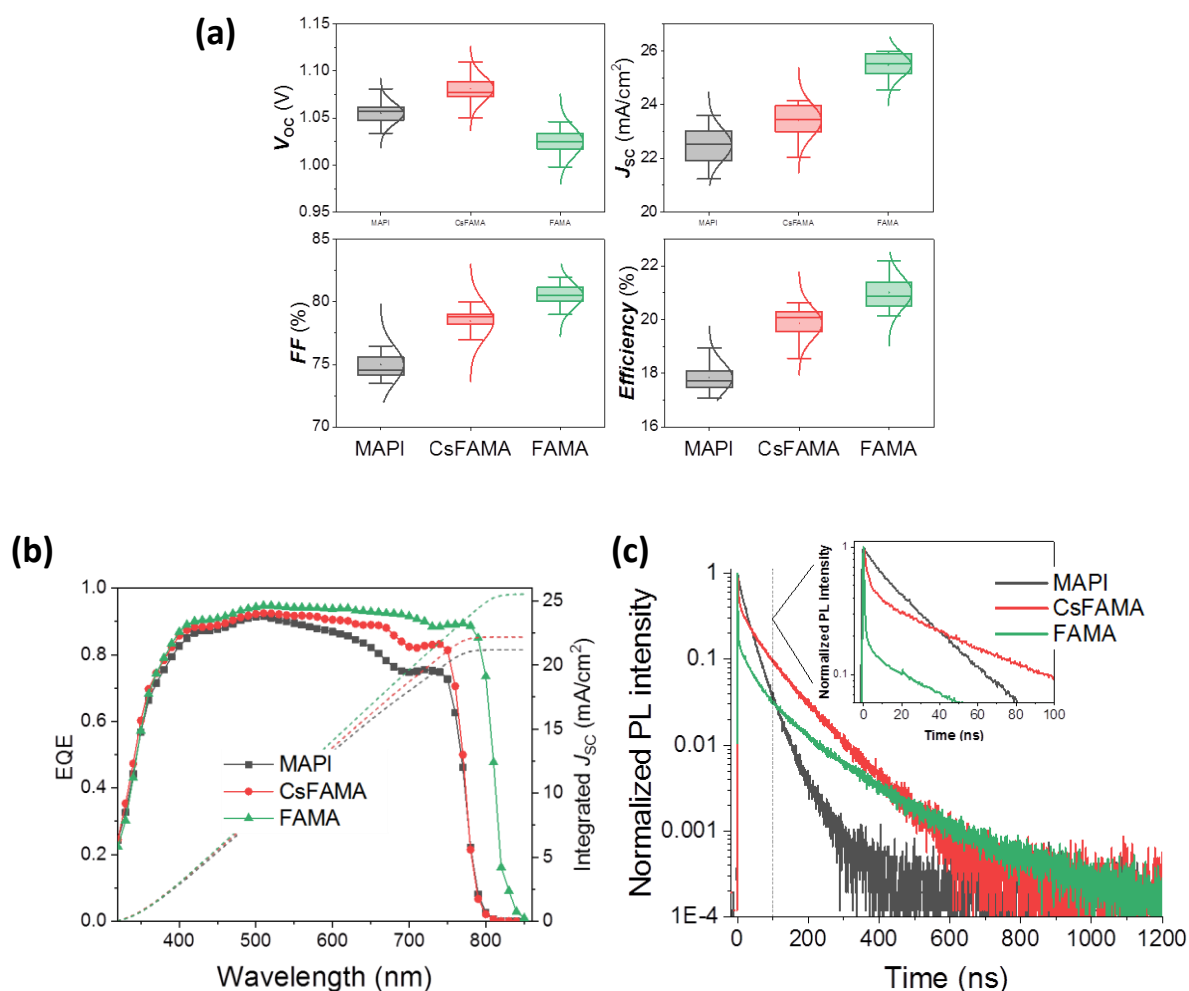 (a)
1.15
1.10
1.05
1.00
0.95
V_OC (V)
MAPI CsFAMA FAMA
26
24
22
20
J_SC (mA/cm²)
MAPI CsFAMA FAMA
85
80
75
70
FF (%)
MAPI CsFAMA FAMA
22
20
18
16
Efficiency (%)
MAPI CsFAMA FAMA
(b)
1.0
0.8
0.6
0.4
0.2
0.0
EQE
MAPI
CsFAMA
FAMA
25
20
15
10
5
0
Integrated J_SC (mA/cm²)
400 500 600 700 800
Wavelength (nm)
(c)
1
0.1
0.01
0.001
1E-4
Normalized PL intensity
1
0.1
Normalized PL intensity
0 20 40 60 80 100
Time (ns)
MAPI
CsFAMA
FAMA
0 200 400 600 800 1000 1200
Time (ns)